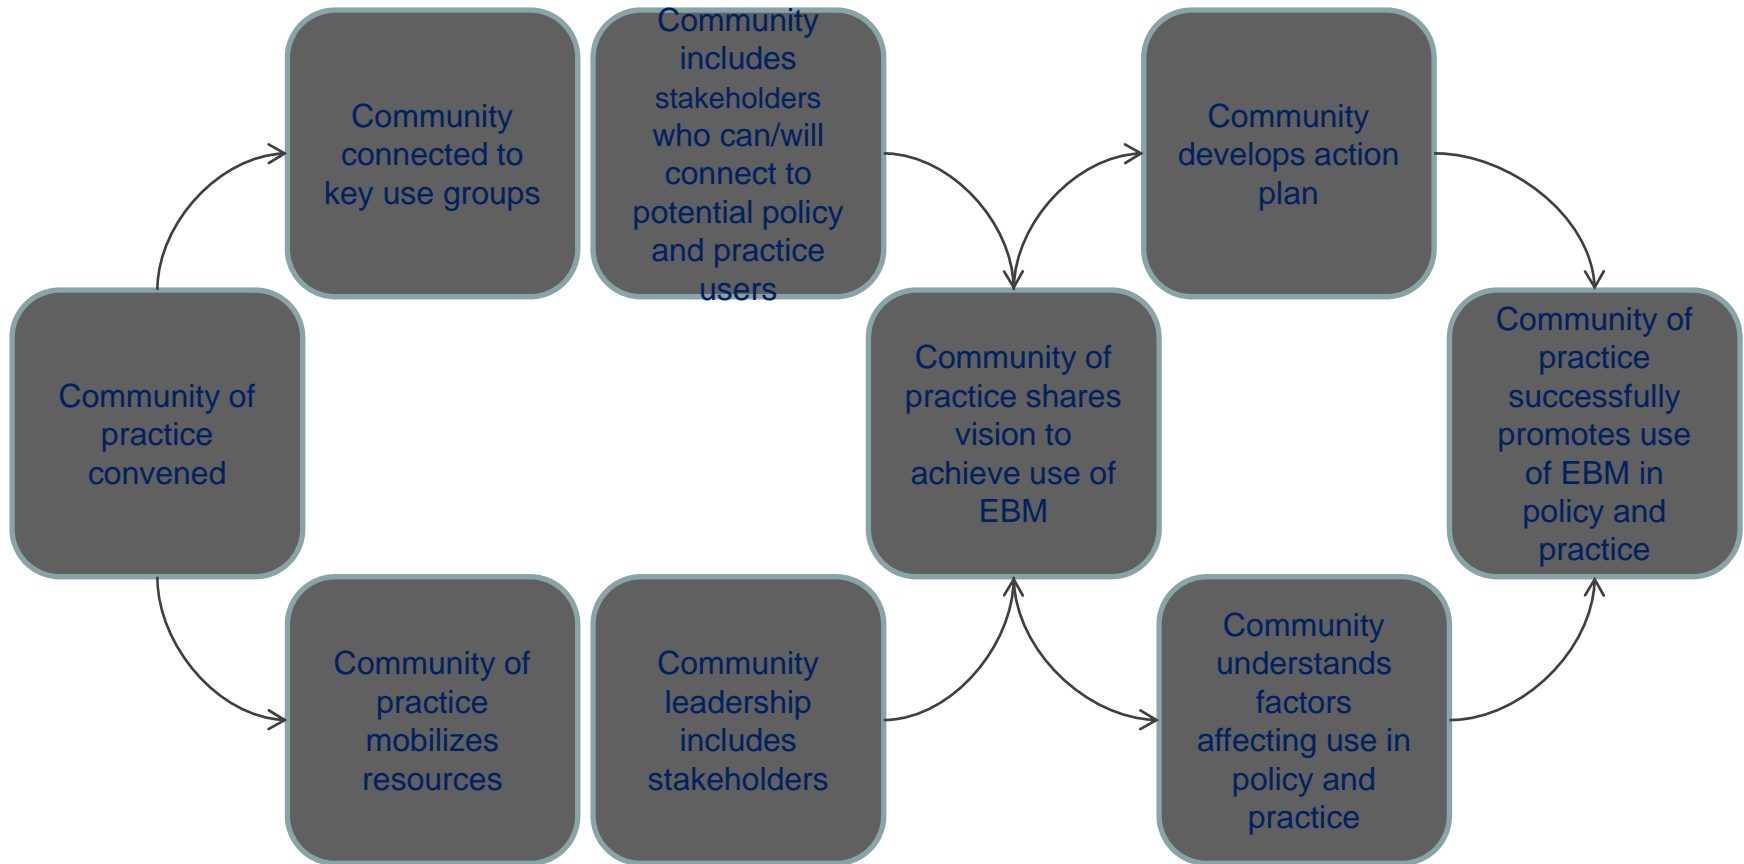 Community
connected to
key use groups
Community
includes
stakeholders
who can/will
connect to
potential policy
and practice
users
Community
develops action
plan
Community of
practice
convened
Community of
practice shares
vision to
achieve use of
EBM
Community of
practice
successfully
promotes use
of EBM in
policy and
practice
Community of
practice
mobilizes
resources
Community
leadership
includes
stakeholders
Community
understands
factors
affecting use in
policy and
practice